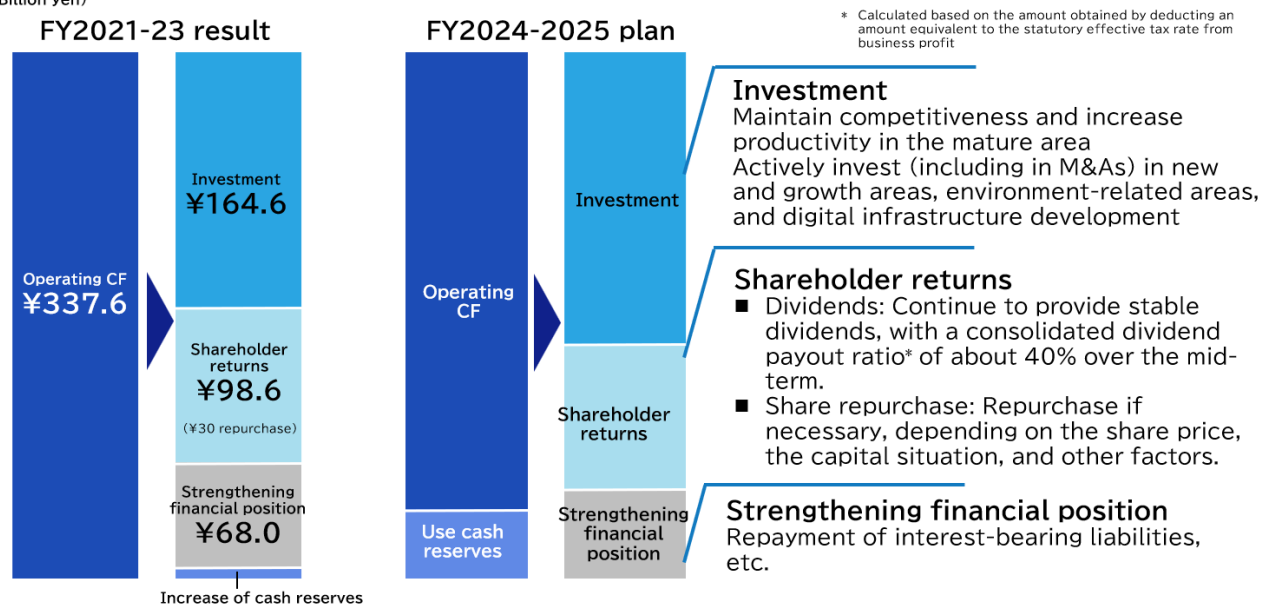 Billion yen)
FY2021-23 result
Operating CF
¥337.6
Investment
¥164.6
Shareholder
returns
¥98.6
(¥30 repurchase)
Strengthening
financial position
¥68.0
Increase of cash reserves
FY2024-2025 plan
Operating
CF
Use cash
reserves
Investment
Shareholder
returns
Strengthening
financial
position
* Calculated based on the amount obtained by deducting an
amount equivalent to the statutory effective tax rate from
business profit
Investment
Maintain competitiveness and increase
productivity in the mature area
Actively invest (including in M&As) in new
and growth areas, environment-related areas,
and digital infrastructure development
Shareholder returns
■ Dividends: Continue to provide stable
dividends, with a consolidated dividend
payout ratio* of about 40% over the mid-
term.
■ Share repurchase: Repurchase if
necessary, depending on the share price,
the capital situation, and other factors.
Strengthening financial position
Repayment of interest-bearing liabilities,
etc.